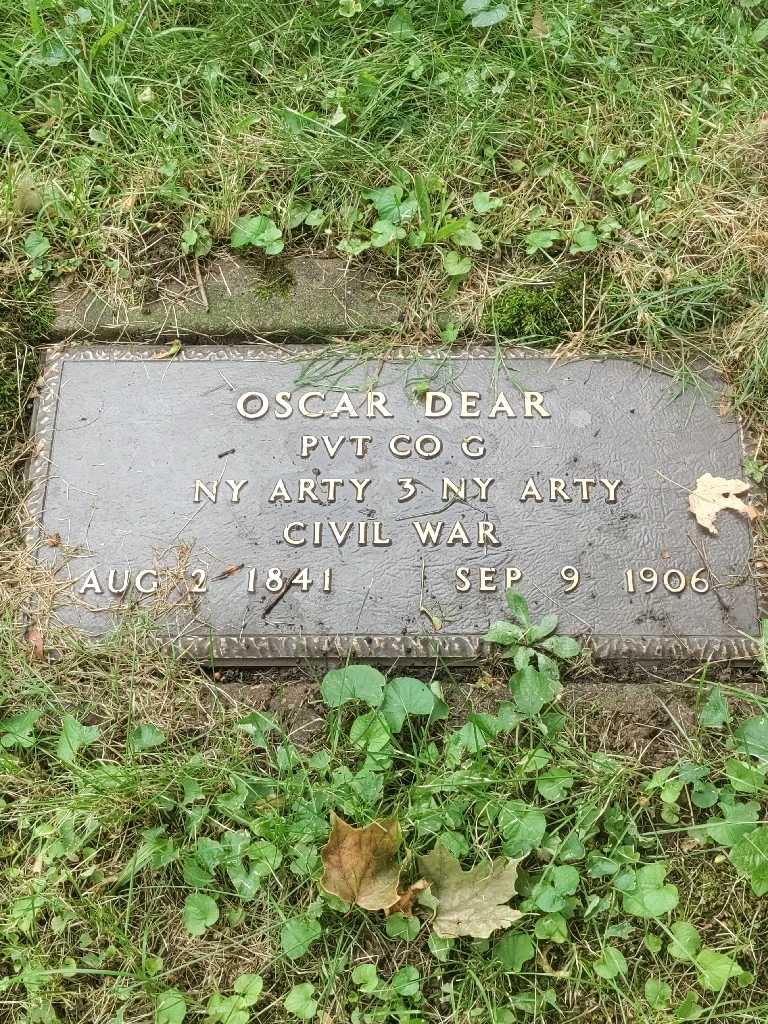 OSCAR DEAR
PVT CO G
NY ARTY 3 NY ARTY
CIVIL WAR
AUG 2 1841 SEP 9 1906